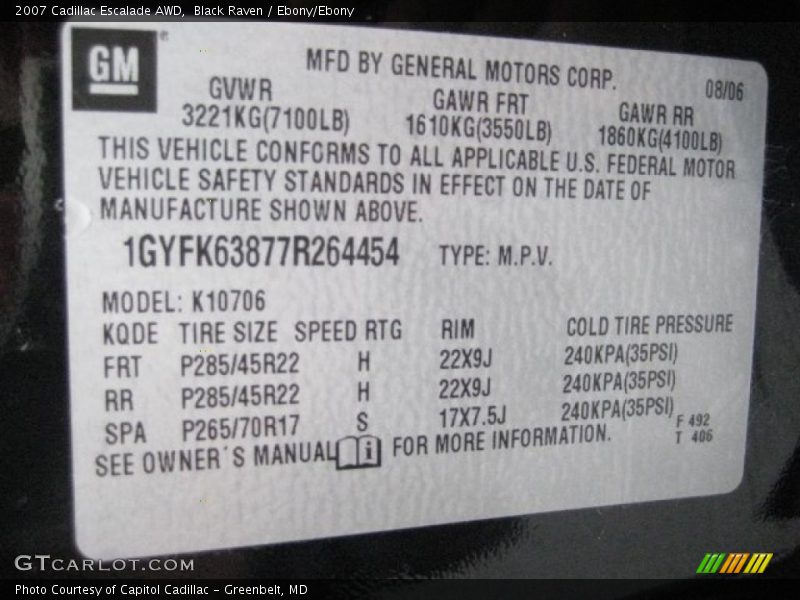 2007 Cadillac Escalade AWD, Black Raven / Ebony/Ebony
GM
MFD BY GENERAL MOTORS CORP.
08/06
GVWR GAWR FRT GAWR RR
3221KG(7100LB) 1610KG(3550LB) 1860KG(4100LB)
THIS VEHICLE CONFORMS TO ALL APPLICABLE U.S. FEDERAL MOTOR
VEHICLE SAFETY STANDARDS IN EFFECT ON THE DATE OF
MANUFACTURE SHOWN ABOVE.
1GYFK63877R264454 TYPE: M.P.V.
MODEL: K10706
KQDE TIRE SIZE SPEED RTG RIM COLD TIRE PRESSURE
FRT P285/45R22 H 22X9J 240KPA(35PSI)
RR P285/45R22 H 22X9J 240KPA(35PSI)
SPA P265/70R17 S 17X7.5J 240KPA(35PSI)
F 492
T 406
SEE OWNER'S MANUAL i FOR MORE INFORMATION.
GTCARLOT.COM
Photo Courtesy of Capitol Cadillac – Greenbelt, MD